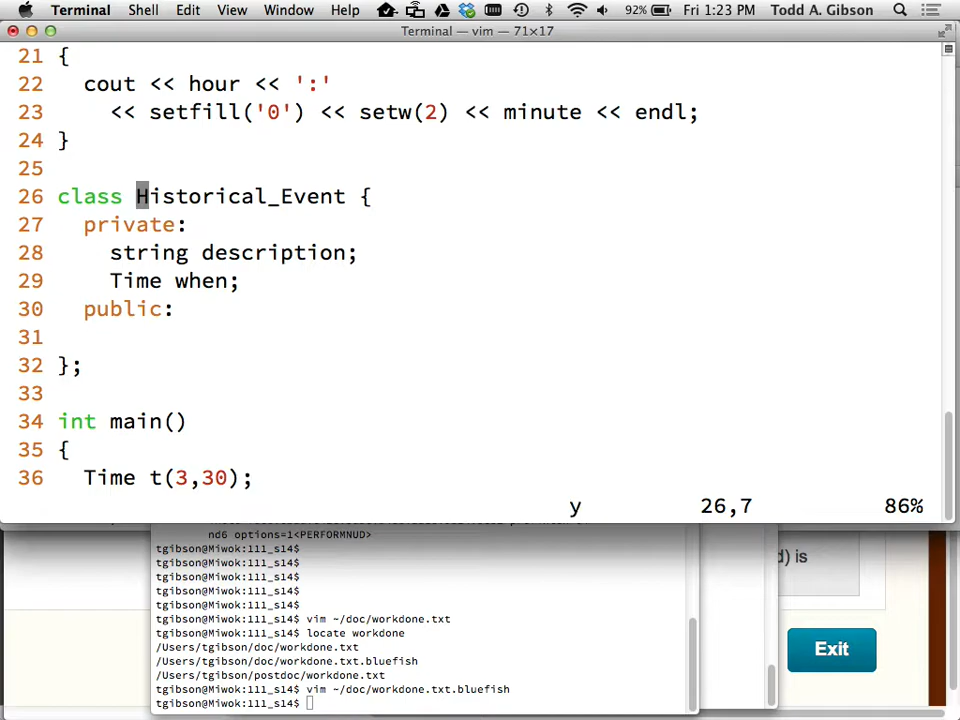 Terminal Shell Edit View Window Help 92% Fri 1:23 PM Todd A. Gibson
Terminal — vim — 71×17
21 {
22 cout << hour << ':'
23 << setfill('0') << setw(2) << minute << endl;
24 }
25
26 class Historical_Event {
27 private:
28 string description;
29 Time when;
30 public:
31
32 };
33
34 int main()
35 {
36 Time t(3,30);
y 26,7 86%
nd6 options=1<PERFORMNUD>
tgibson@Miwok:111_s14$
tgibson@Miwok:111_s14$
tgibson@Miwok:111_s14$
tgibson@Miwok:111_s14$
tgibson@Miwok:111_s14$
tgibson@Miwok:111_s14$ vim ~/doc/workdone.txt
tgibson@Miwok:111_s14$ locate workdone
/Users/tgibson/doc/workdone.txt
/Users/tgibson/doc/workdone.txt.bluefish
/Users/tgibson/postdoc/workdone.txt
tgibson@Miwok:111_s14$ vim ~/doc/workdone.txt.bluefish
tgibson@Miwok:111_s14$
d) is
Exit